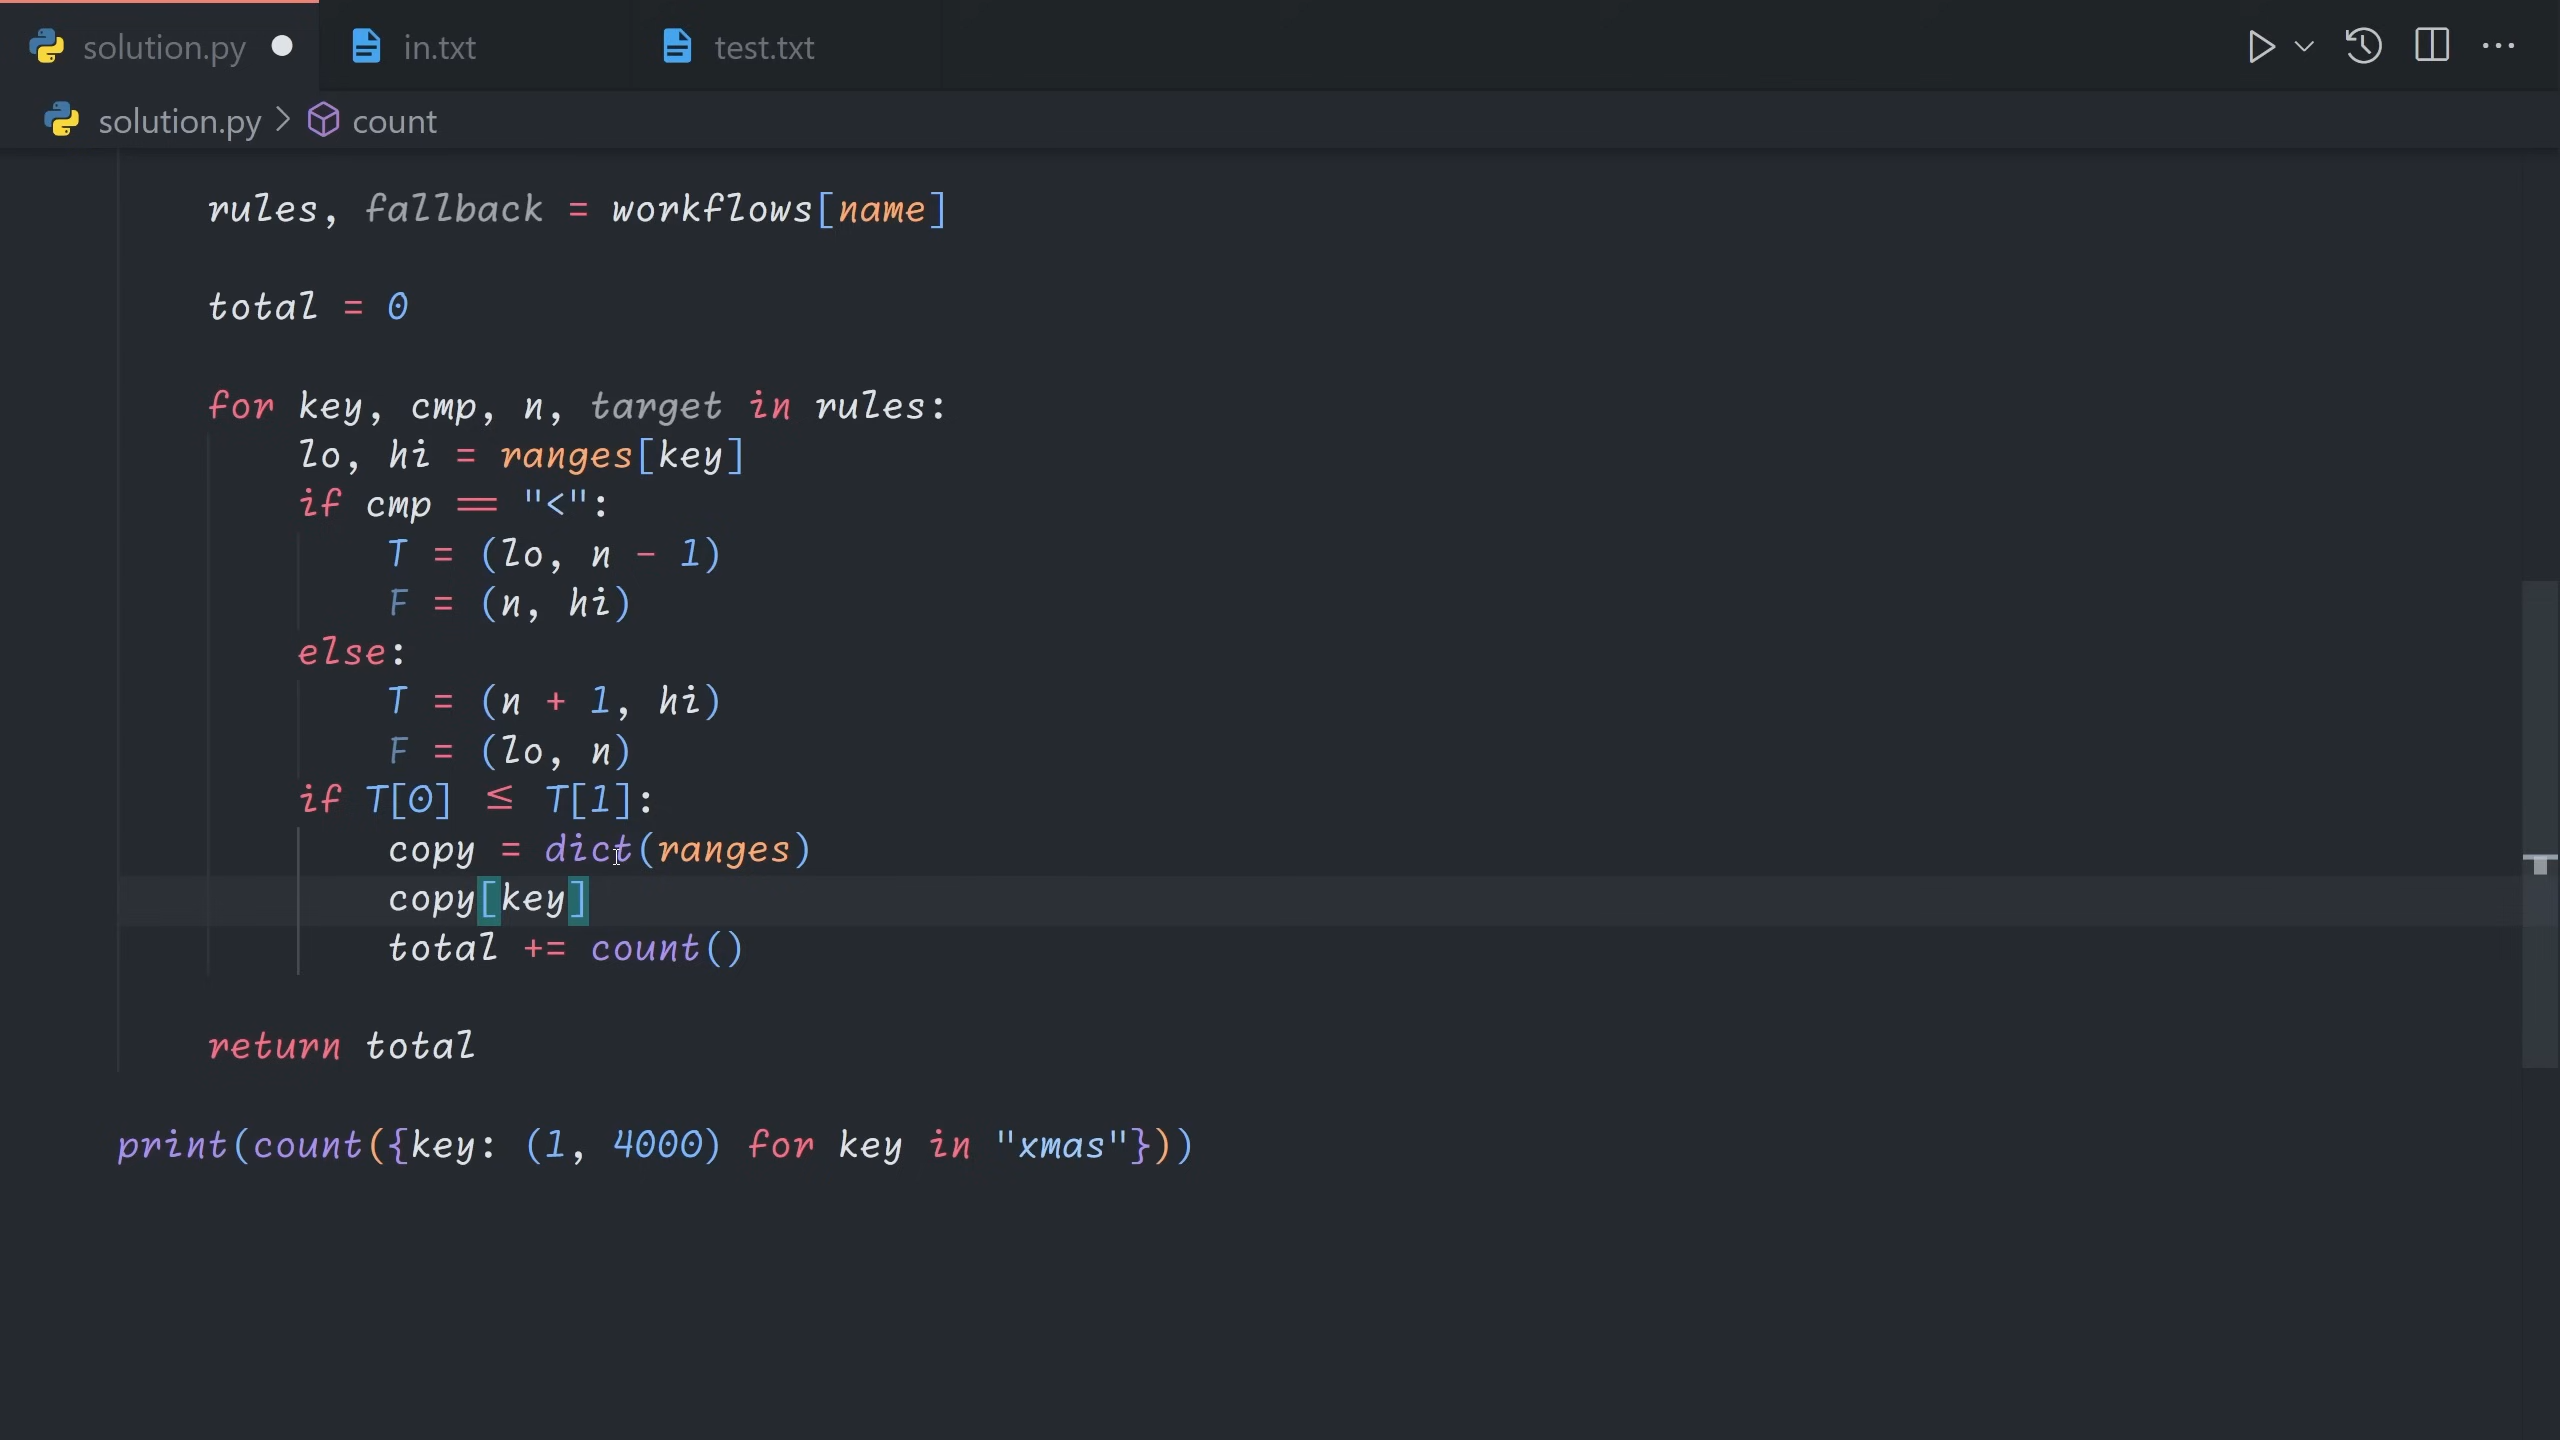 solution.py in.txt test.txt
solution.py > count
rules, fallback = workflows[name]
total = 0
for key, cmp, n, target in rules:
lo, hi = ranges[key]
if cmp == "<":
T = (lo, n - 1)
F = (n, hi)
else:
T = (n + 1, hi)
F = (lo, n)
if T[0] ≤ T[1]:
copy = dict(ranges)
copy[key]
total += count()
return total
print(count({key: (1, 4000) for key in "xmas"}))